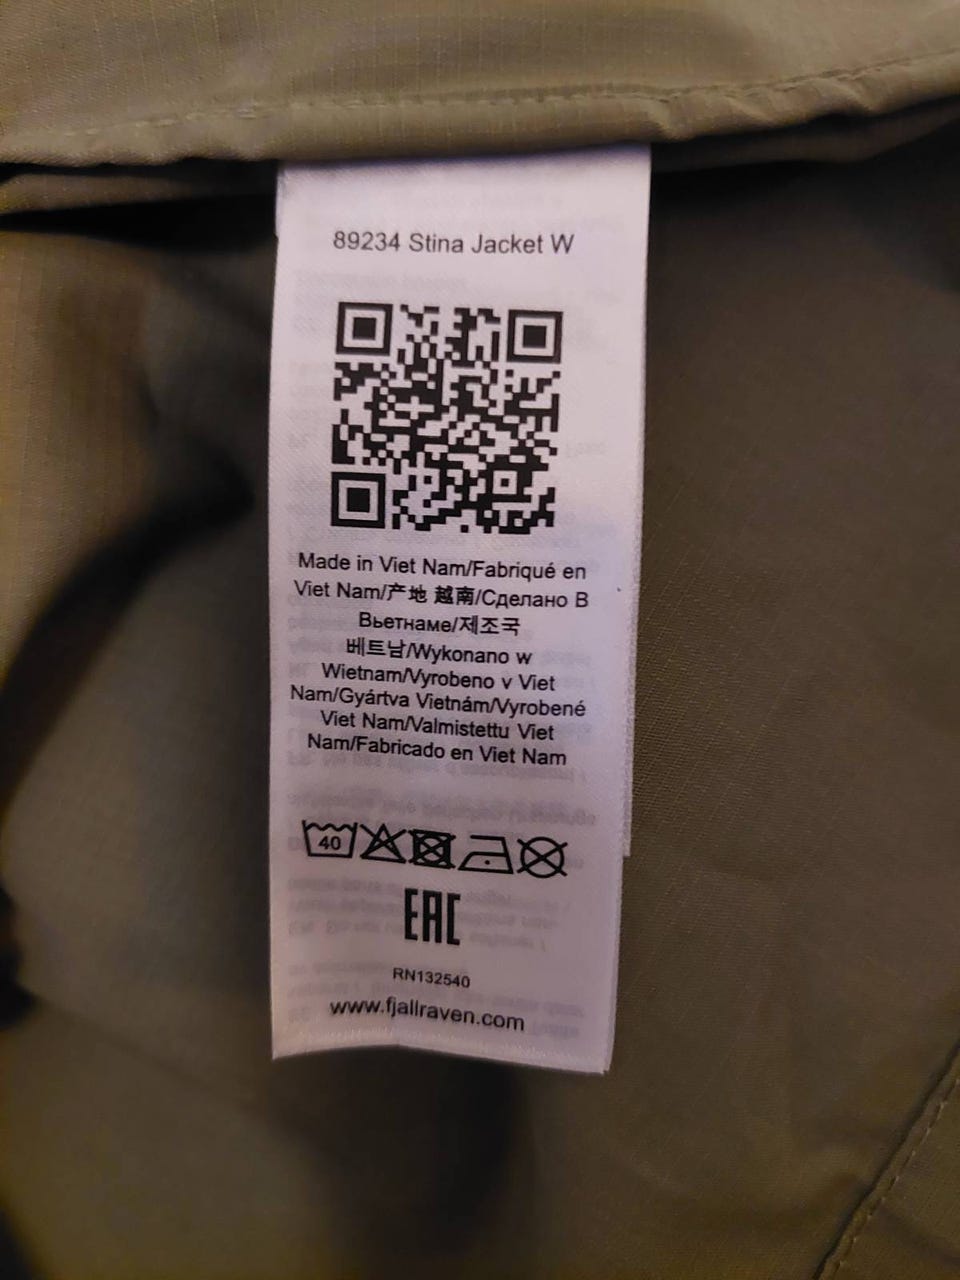 89234 Stina Jacket W
Made in Viet Nam/Fabriqué en
Viet Nam/产地 越南/Сделано В
Вьетнаме/제조국
베트남/Wykonano w
Wietnam/Vyrobeno v Viet
Nam/Gyártva Vietnám/Vyrobené
Viet Nam/Valmistettu Viet
Nam/Fabricado en Viet Nam
40
EAC
RN132540
www.fjallraven.com